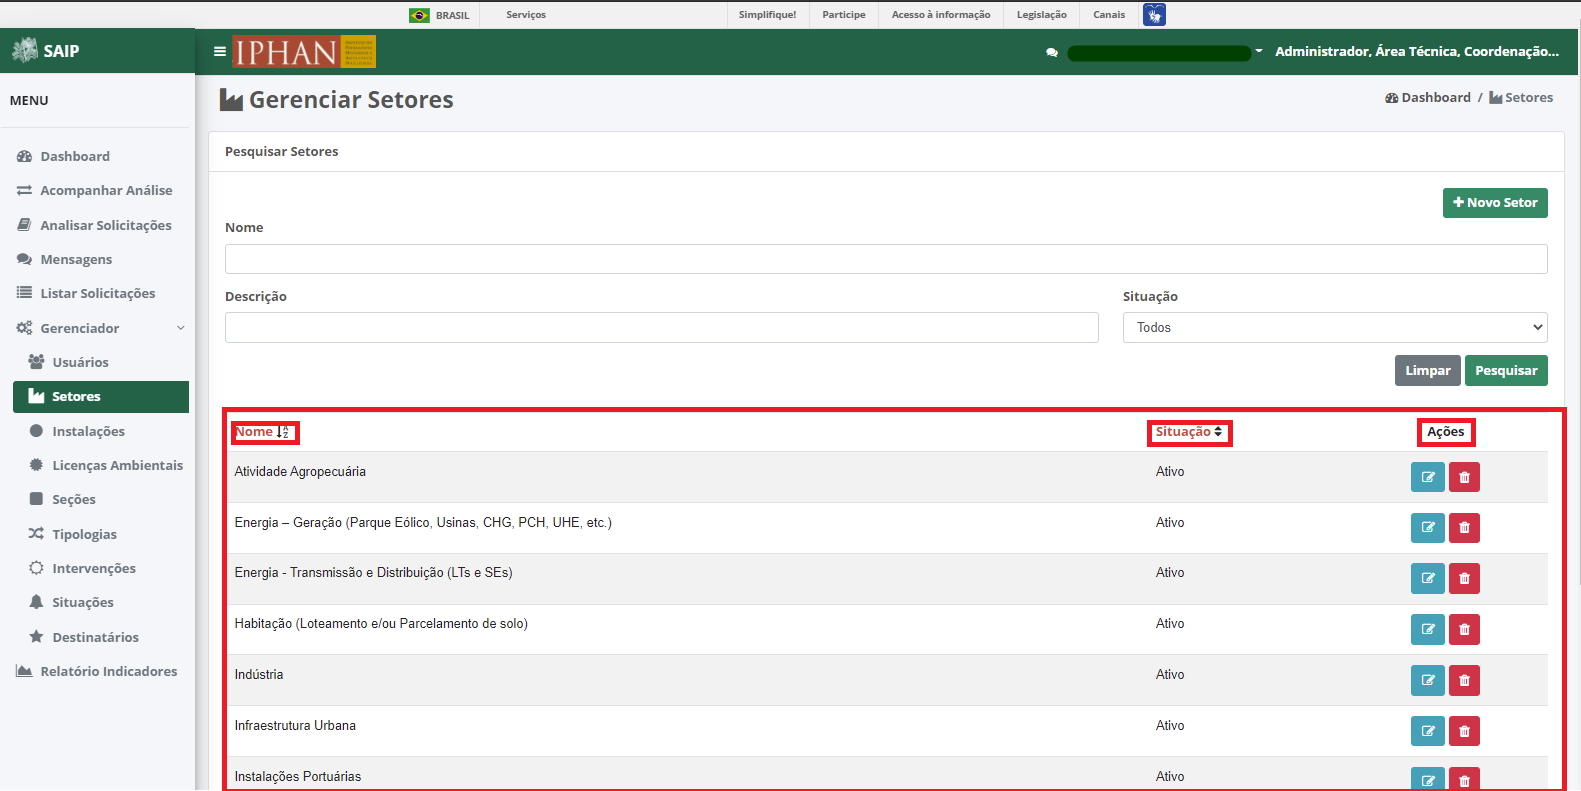 BRASIL Serviços Simplifique! Participe Acesso à informação Legislação Canais
SAIP
IPHAN
Administrador, Área Técnica, Coordenação...
MENU
Dashboard
Acompanhar Análise
Analisar Solicitações
Mensagens
Listar Solicitações
Gerenciador
Usuários
Setores
Instalações
Licenças Ambientais
Seções
Tipologias
Intervenções
Situações
Destinatários
Relatório Indicadores
Gerenciar Setores
Dashboard / Setores
Pesquisar Setores
+ Novo Setor
Nome
Descrição Situação
Todos
Limpar Pesquisar
Nome Situação Ações
Atividade Agropecuária Ativo
Energia – Geração (Parque Eólico, Usinas, CHG, PCH, UHE, etc.) Ativo
Energia - Transmissão e Distribuição (LTs e SEs) Ativo
Habitação (Loteamento e/ou Parcelamento de solo) Ativo
Indústria Ativo
Infraestrutura Urbana Ativo
Instalações Portuárias Ativo